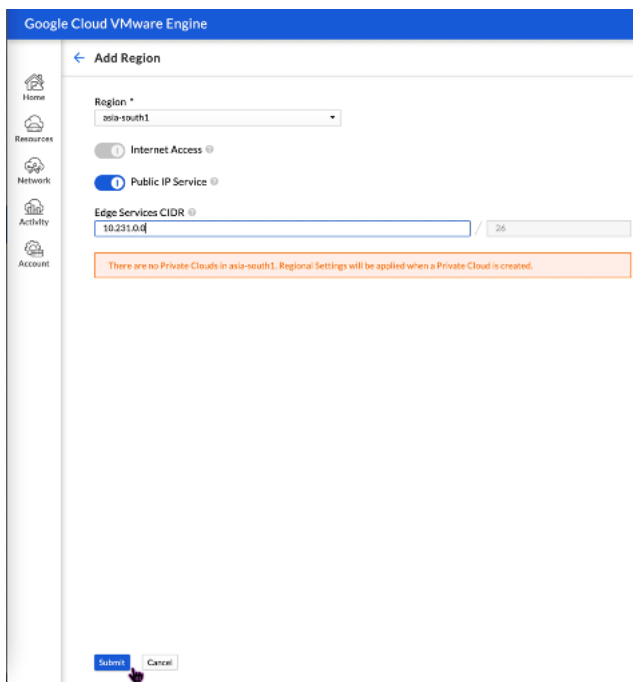 Google Cloud VMware Engine
Add Region
Home
Resources
Network
Activity
Account
Region *
asia-south1
Internet Access
Public IP Service
Edge Services CIDR
10.231.0.0 / 26
There are no Private Clouds in asia-south1. Regional Settings will be applied when a Private Cloud is created.
Submit Cancel